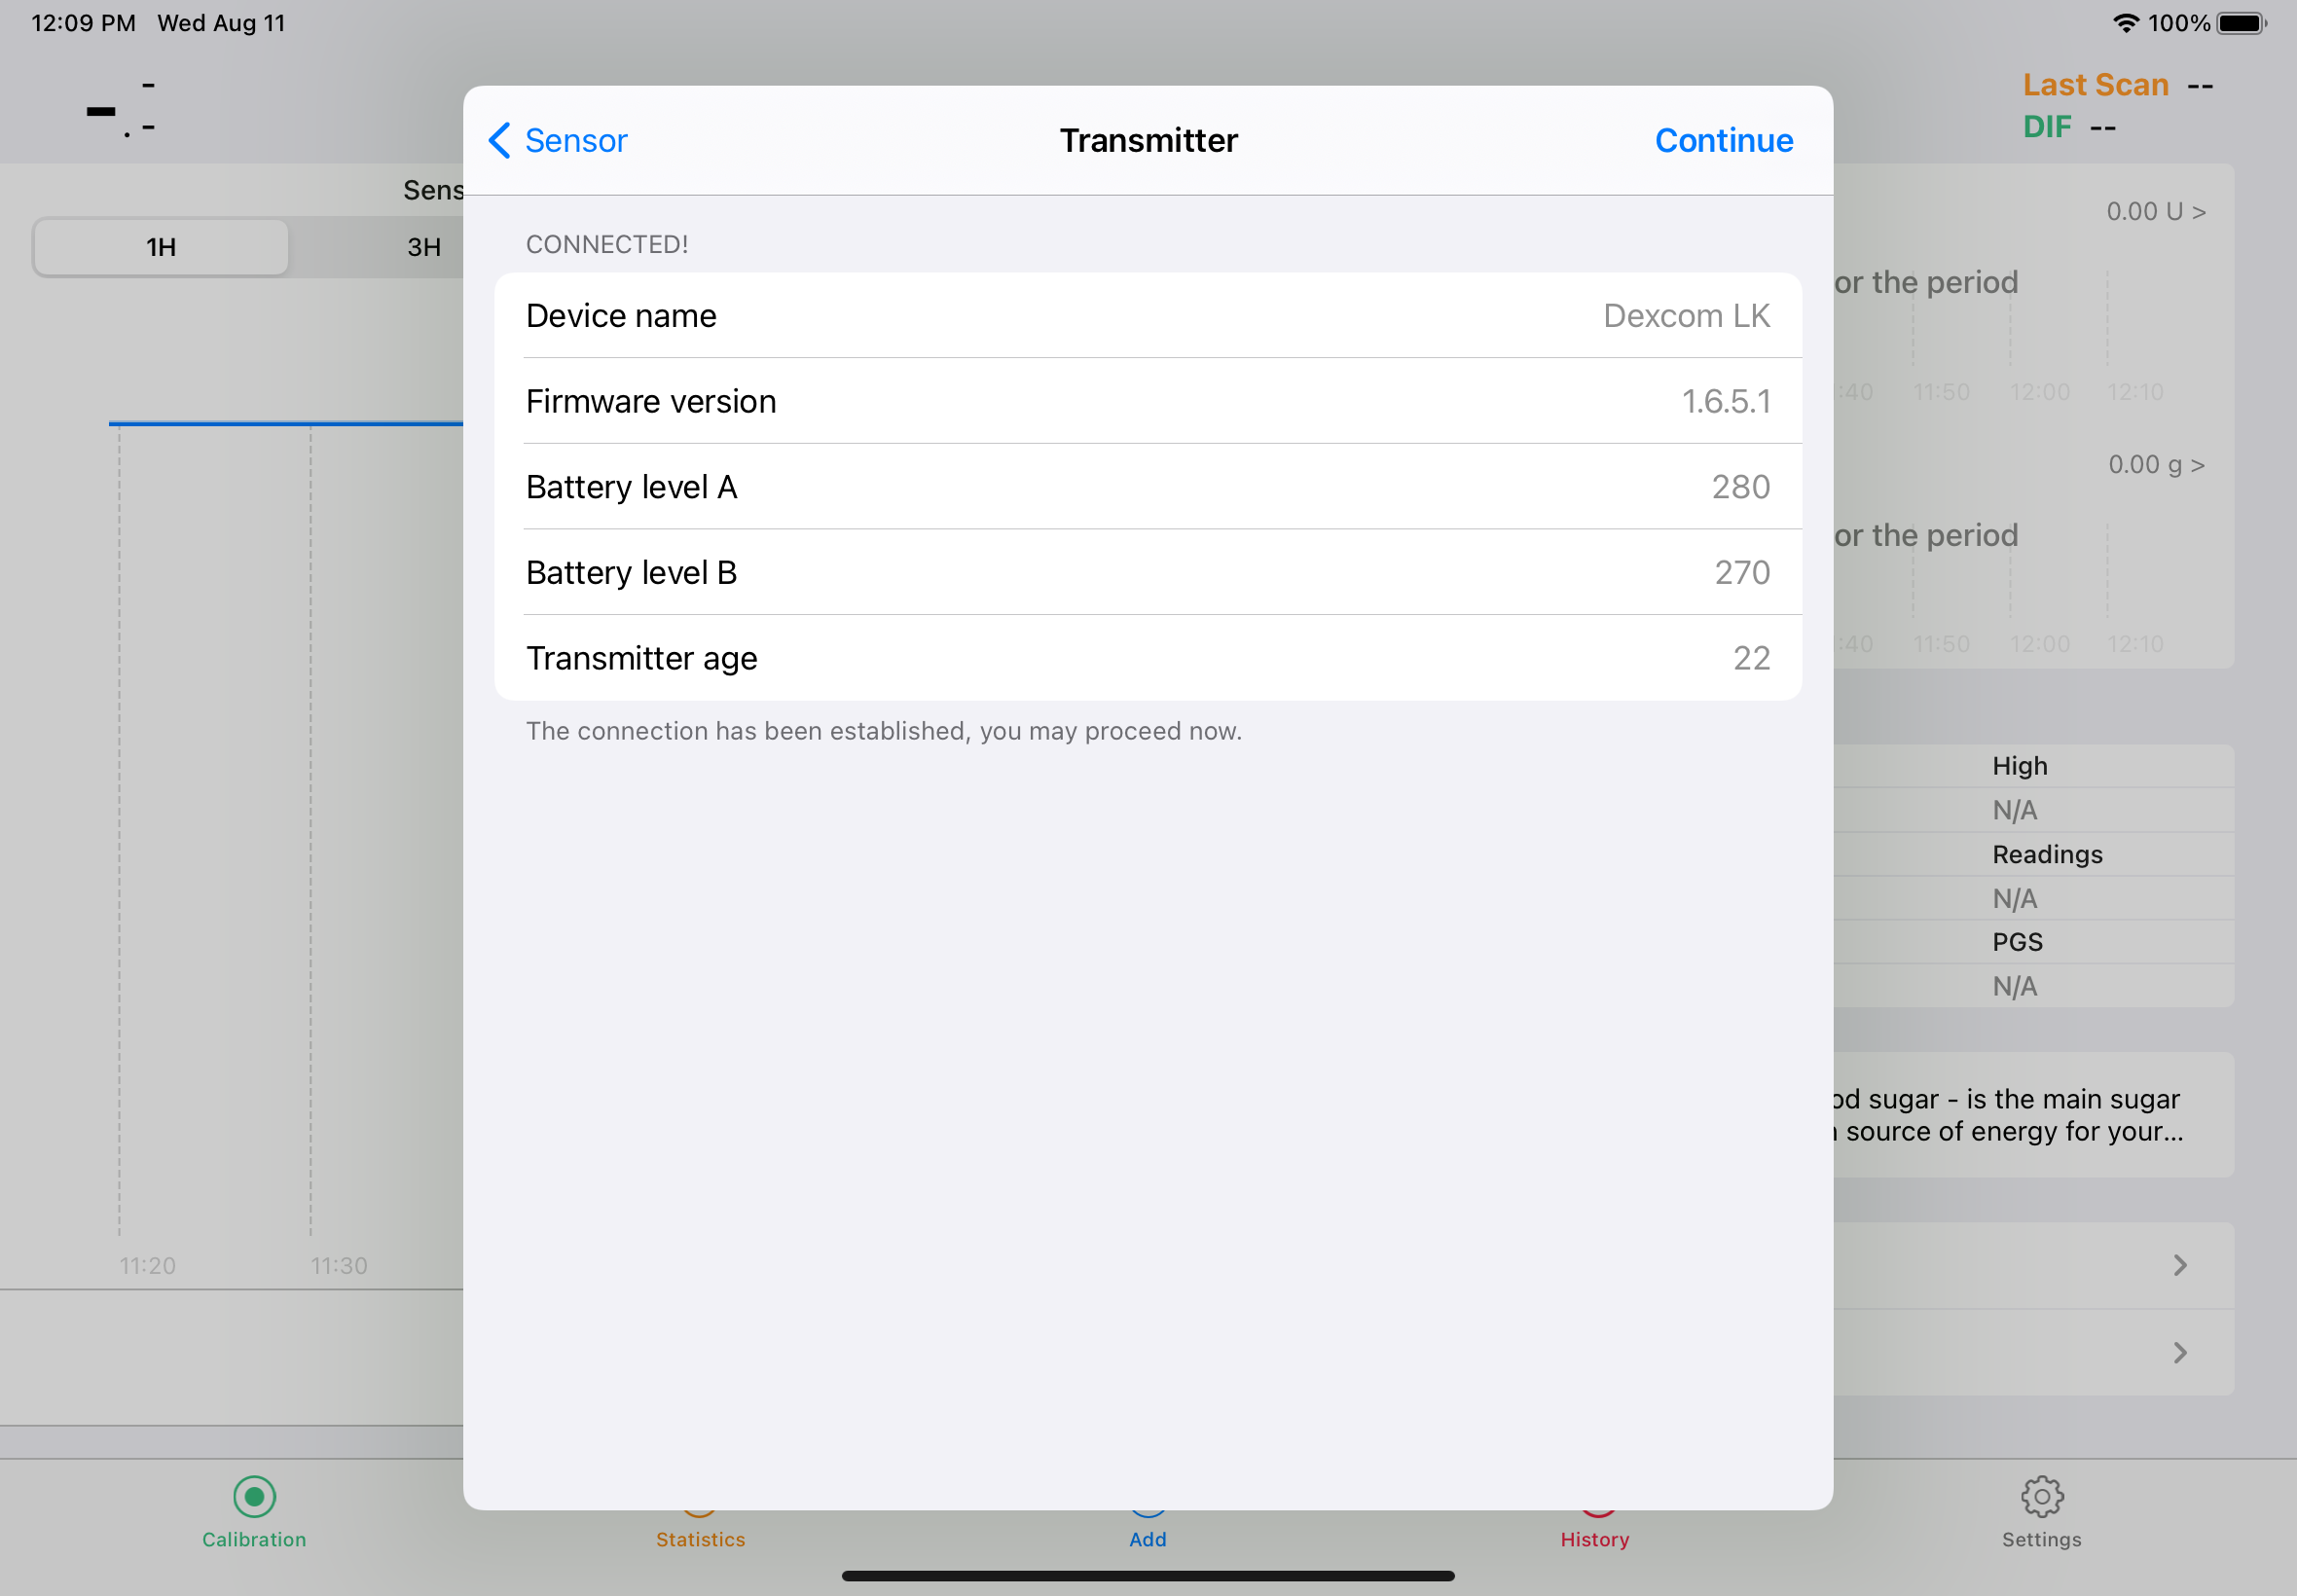 12:09 PM Wed Aug 11
100%
-.
-
-
Last Scan --
DIF --
Sensor
Transmitter
Continue
Sens
1H
3H
0.00 U >
or the period
:40 11:50 12:00 12:10
0.00 g >
or the period
:40 11:50 12:00 12:10
CONNECTED!
Device name Dexcom LK
Firmware version 1.6.5.1
Battery level A 280
Battery level B 270
Transmitter age 22
The connection has been established, you may proceed now.
High
N/A
Readings
N/A
PGS
N/A
od sugar - is the main sugar
source of energy for your...
11:20 11:30
Calibration
Statistics
Add
History
Settings